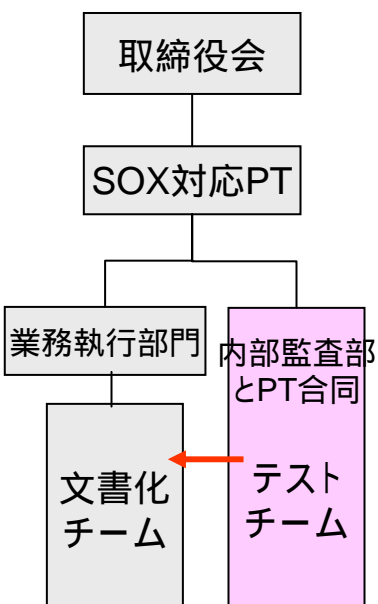 取締役会
SOX対応PT
業務執行部門
内部監査部
とPT合同
文書化
チーム
テスト
チーム